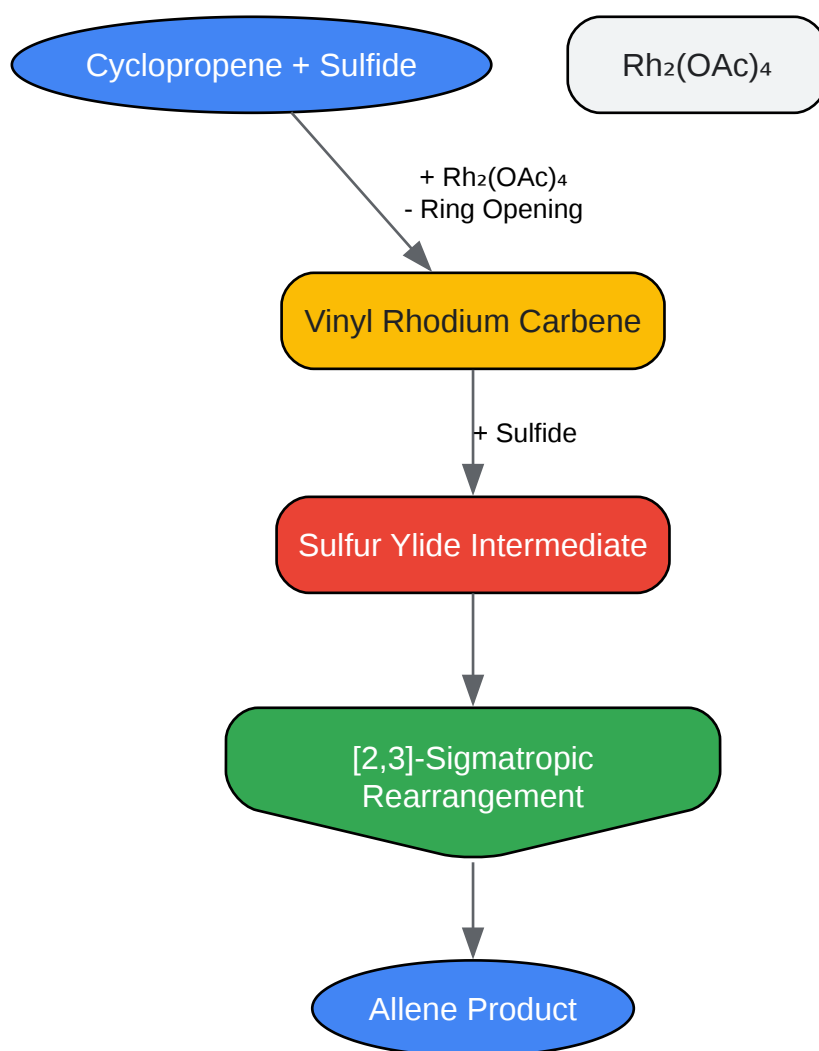 Cyclopropene + Sulfide
Rh₂(OAc)₄
+ Rh₂(OAc)₄
- Ring Opening
Vinyl Rhodium Carbene
+ Sulfide
Sulfur Ylide Intermediate
[2,3]-Sigmatropic
Rearrangement
Allene Product